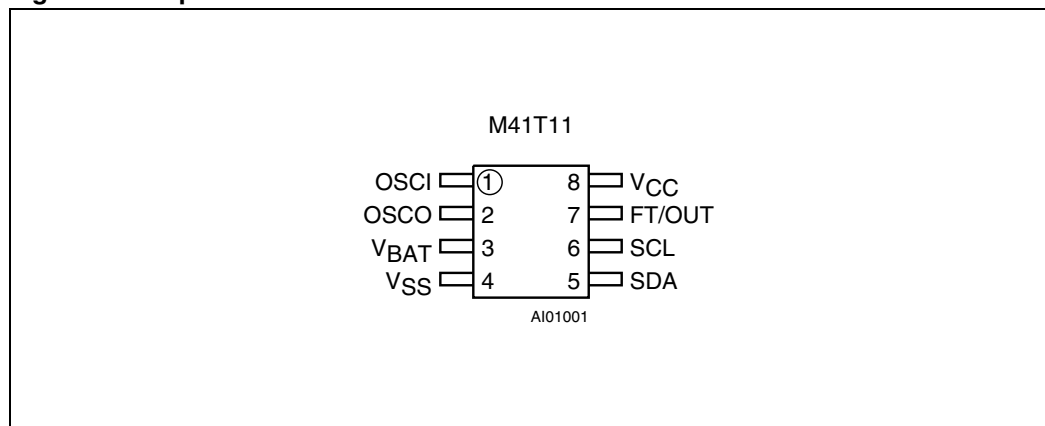 M41T11
OSCI 1 8 VCC
OSCO 2 7 FT/OUT
VBAT 3 6 SCL
VSS 4 5 SDA
AI01001